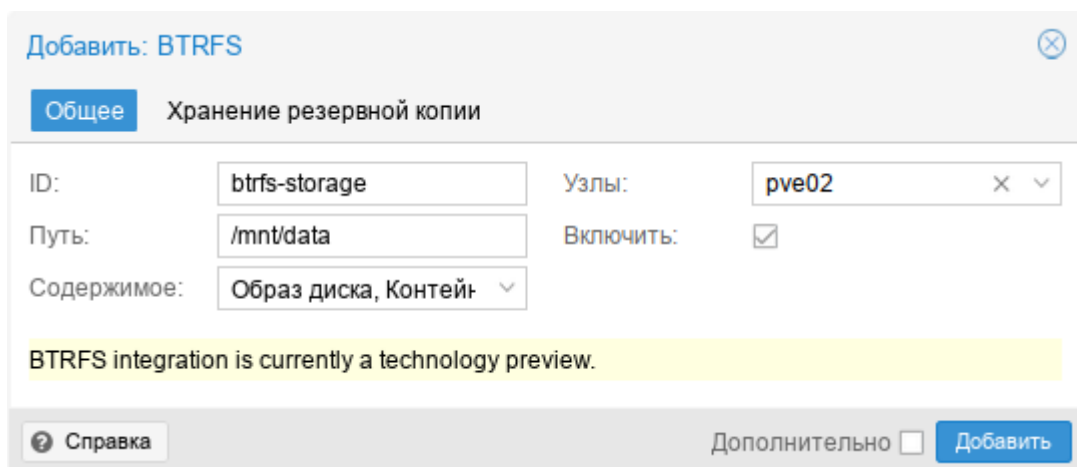 Добавить: BTRFS
Общее Хранение резервной копии
ID: btrfs-storage Узлы: pve02
Путь: /mnt/data Включить:
Содержимое: Образ диска, Контейн
BTRFS integration is currently a technology preview.
Справка Дополнительно Добавить